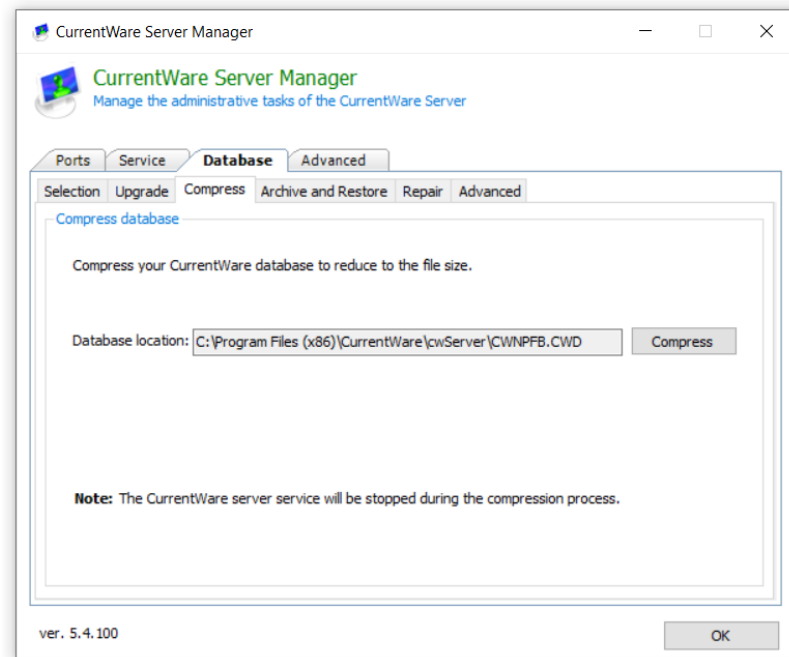 CurrentWare Server Manager
CurrentWare Server Manager
Manage the administrative tasks of the CurrentWare Server
Ports Service Database Advanced
Selection Upgrade Compress Archive and Restore Repair Advanced
Compress database
Compress your CurrentWare database to reduce to the file size.
Database location: C:\Program Files (x86)\CurrentWare\cwServer\CWNPFB.CWD Compress
Note: The CurrentWare server service will be stopped during the compression process.
ver. 5.4.100 OK